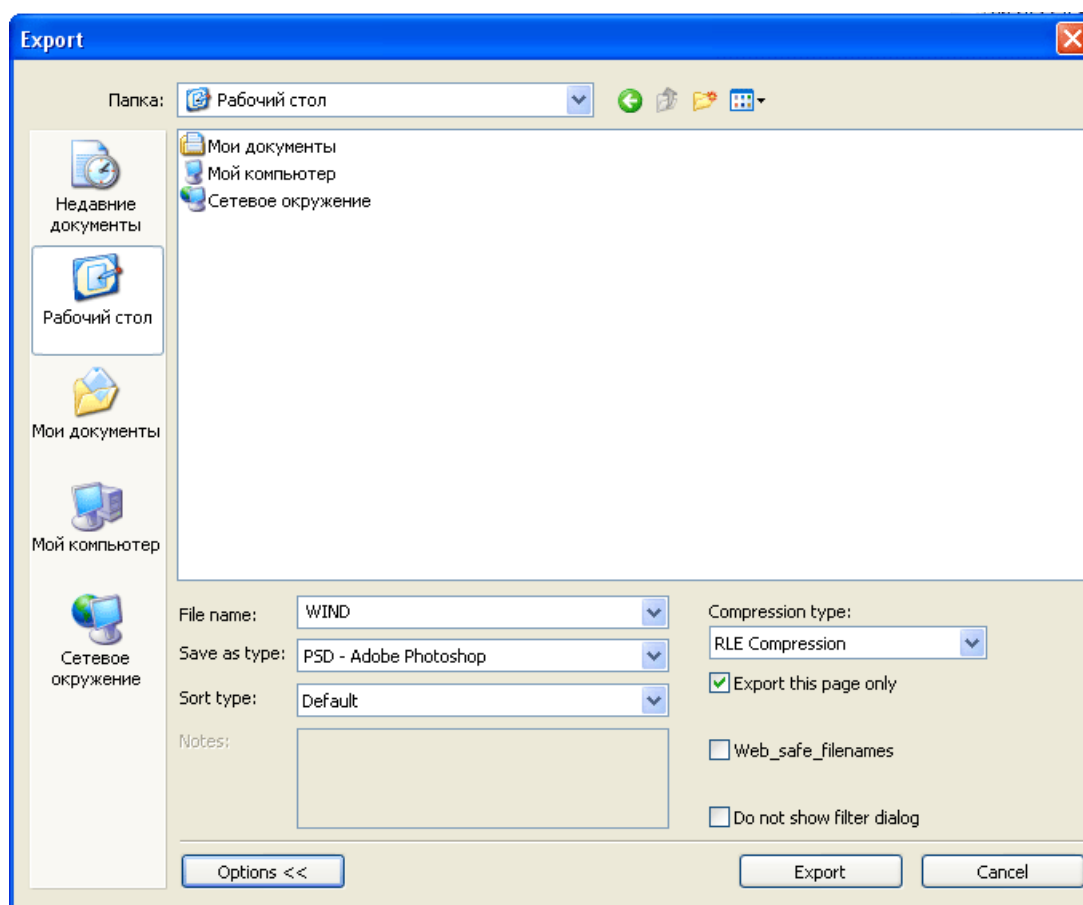 Export
Папка:
Рабочий стол
Мои документы
Мой компьютер
Сетевое окружение
Недавние
документы
Рабочий стол
Мои документы
Мой компьютер
Сетевое
окружение
File name:
WIND
Save as type:
PSD - Adobe Photoshop
Sort type:
Default
Notes:
Compression type:
RLE Compression
Export this page only
Web_safe_filenames
Do not show filter dialog
Options <<
Export
Cancel